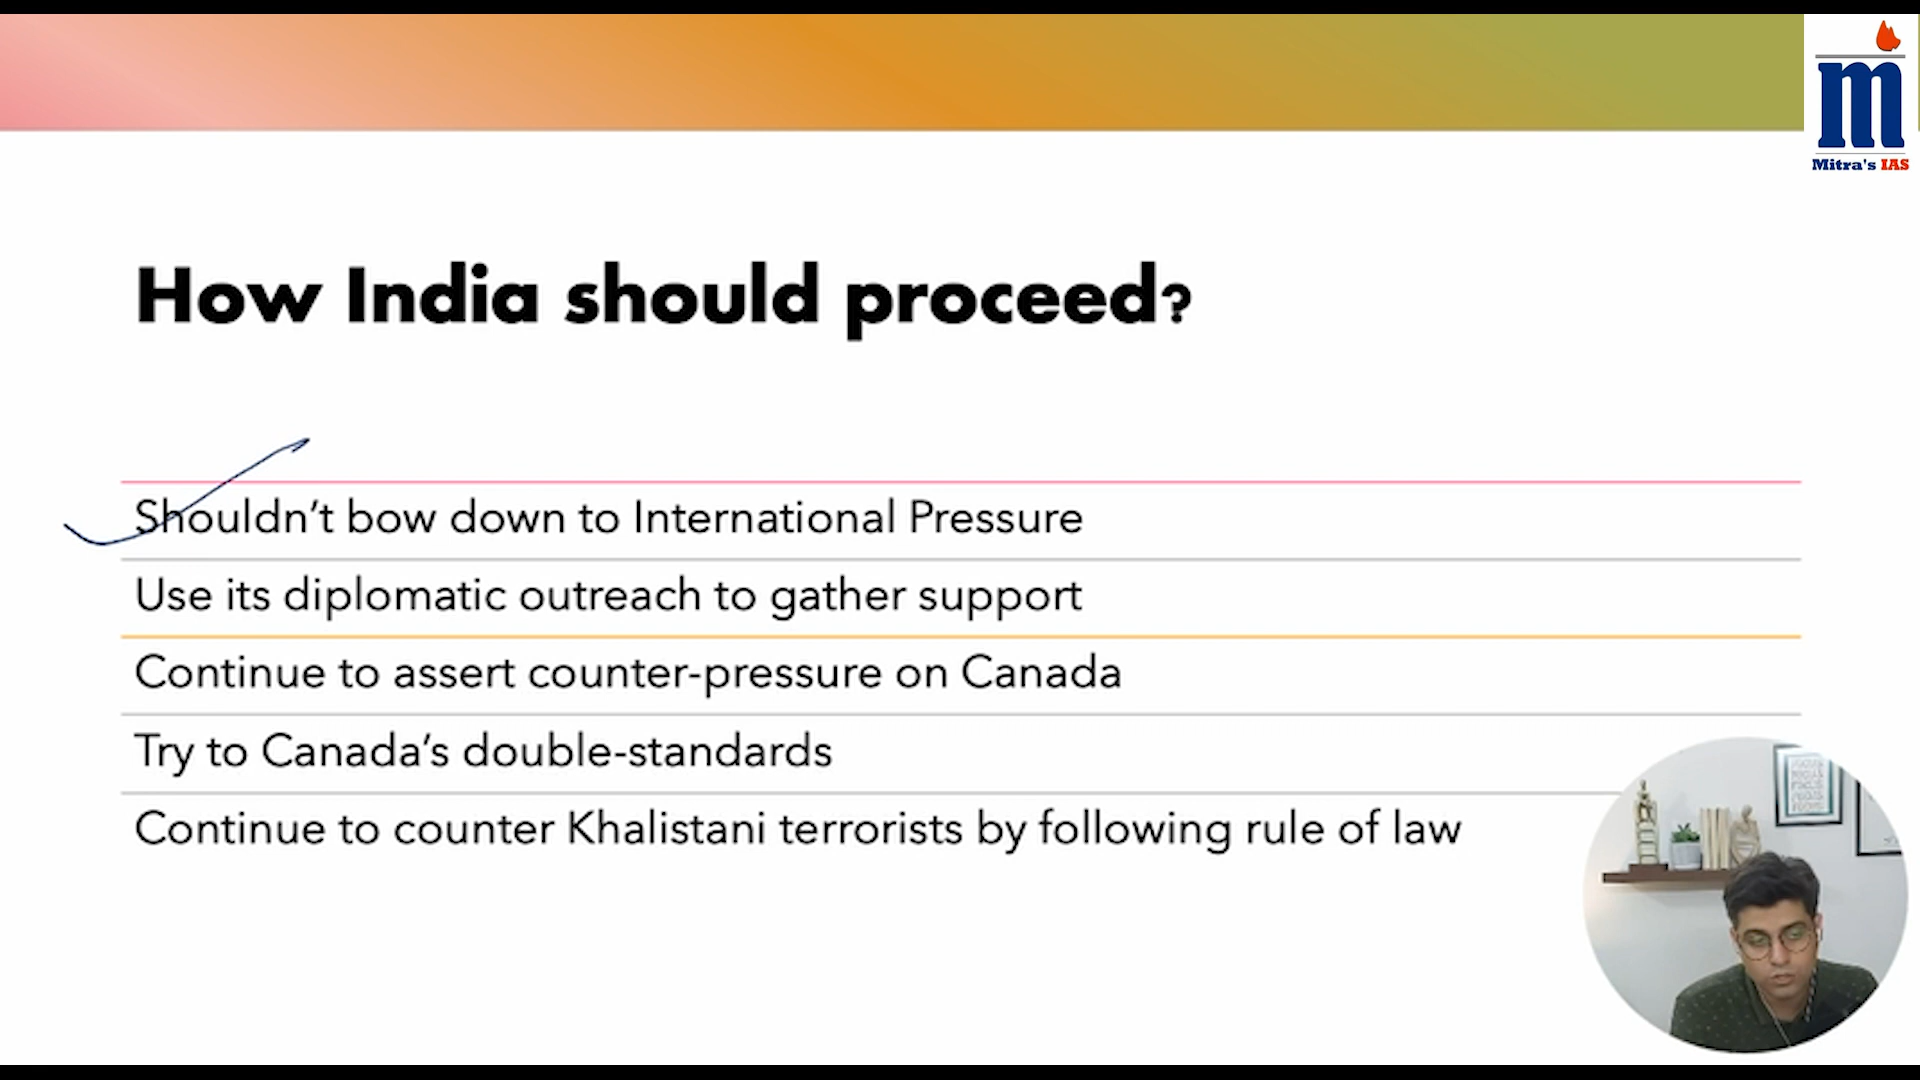 m
Mitra's IAS
How India should proceed?
Shouldn't bow down to International Pressure
Use its diplomatic outreach to gather support
Continue to assert counter-pressure on Canada
Try to Canada's double-standards
Continue to counter Khalistani terrorists by following rule of law